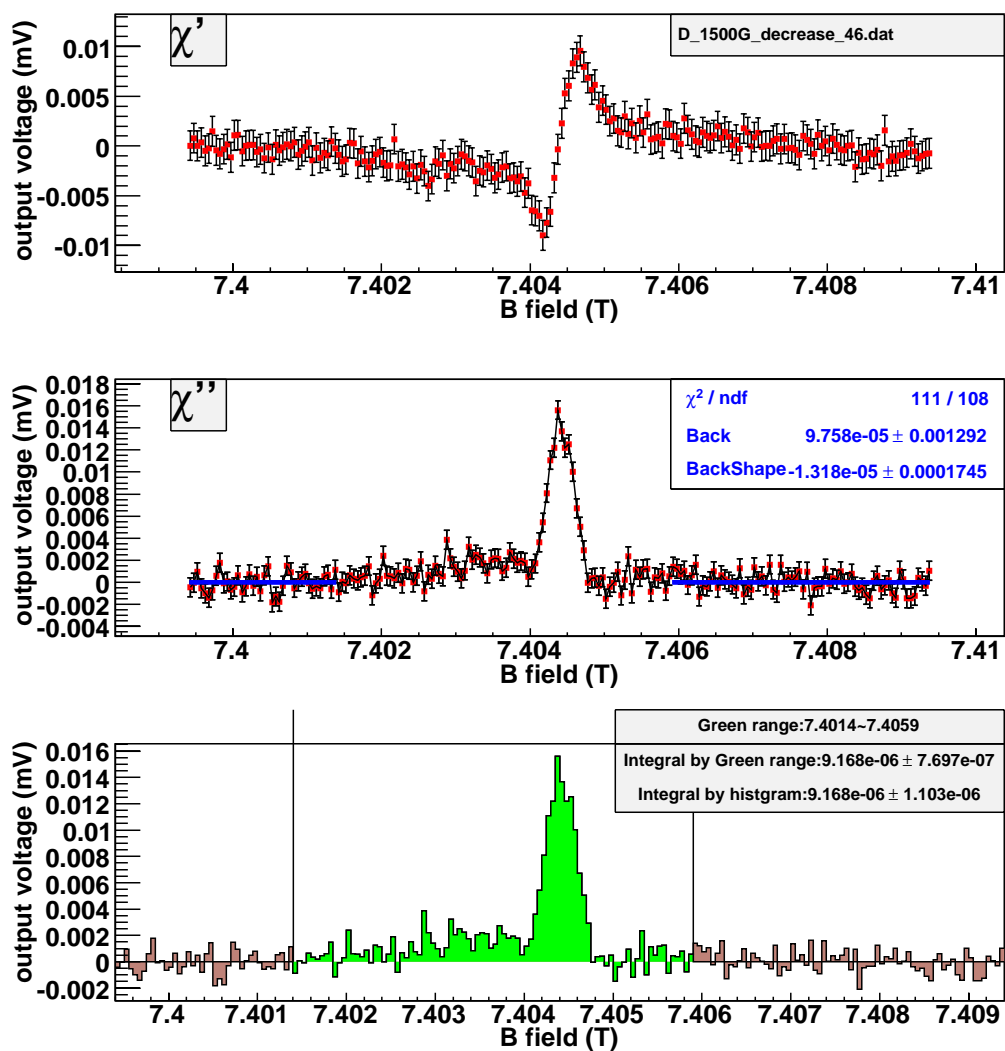 χ'
D_1500G_decrease_46.dat
output voltage (mV)
0.01
0.005
0
-0.005
-0.01
7.4 7.402 7.404 7.406 7.408 7.41
B field (T)
χ''
χ² / ndf 111 / 108
Back 9.758e-05 ± 0.001292
BackShape -1.318e-05 ± 0.0001745
output voltage (mV)
0.018
0.016
0.014
0.012
0.01
0.008
0.006
0.004
0.002
0
-0.002
-0.004
7.4 7.402 7.404 7.406 7.408 7.41
B field (T)
Green range:7.4014~7.4059
Integral by Green range:9.168e-06 ± 7.697e-07
Integral by histgram:9.168e-06 ± 1.103e-06
output voltage (mV)
0.016
0.014
0.012
0.01
0.008
0.006
0.004
0.002
0
-0.002
7.4 7.401 7.402 7.403 7.404 7.405 7.406 7.407 7.408 7.409
B field (T)